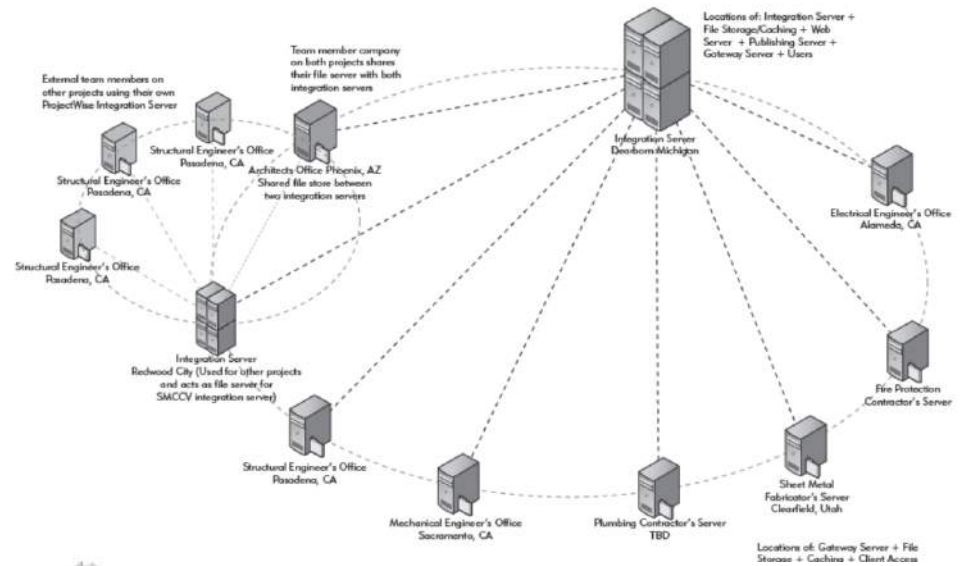 Locations of: Integration Server +
File Storage/Caching + Web
Server + Publishing Server +
Gateway Server + Users
Team member company
on both projects shares
their file server with both
integration servers
External team members on
other projects using their own
ProjectWise Integration Server
Integration Server
Dearborn Michigan
Structural Engineer's Office
Pasadena, CA
Architects Office Phoenix, AZ
Shared file store between
two integration servers
Structural Engineer's Office
Pasadena, CA
Electrical Engineer's Office
Alameda, CA
Structural Engineer's Office
Pasadena, CA
Integration Server
Redwood City (Used for other projects
and acts as file server for
SMCCV integration server)
Fire Protection
Contractor's Server
Structural Engineer's Office
Pasadena, CA
Sheet Metal
Fabricator's Server
Clearfield, Utah
Mechanical Engineer's Office
Sacramento, CA
Plumbing Contractor's Server
TBD
Locations of: Gateway Server + File
Storage + Caching + Client Access